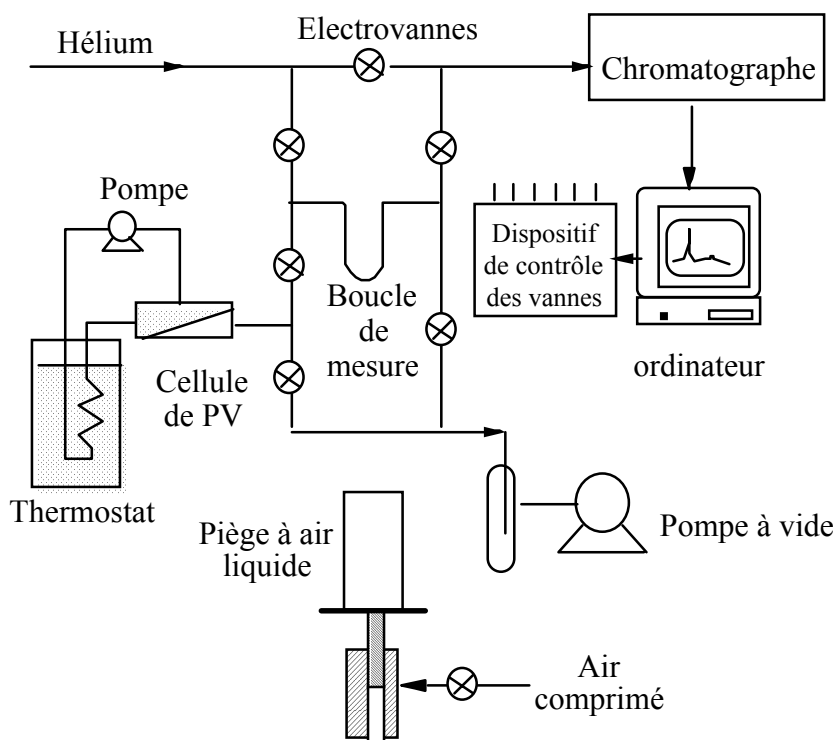 Electrovannes
Hélium
Chromatographe
Pompe
Dispositif
de contrôle
des vannes
Boucle
de
mesure
ordinateur
Cellule
de PV
Thermostat
Piège à air
liquide
Pompe à vide
Air
comprimé